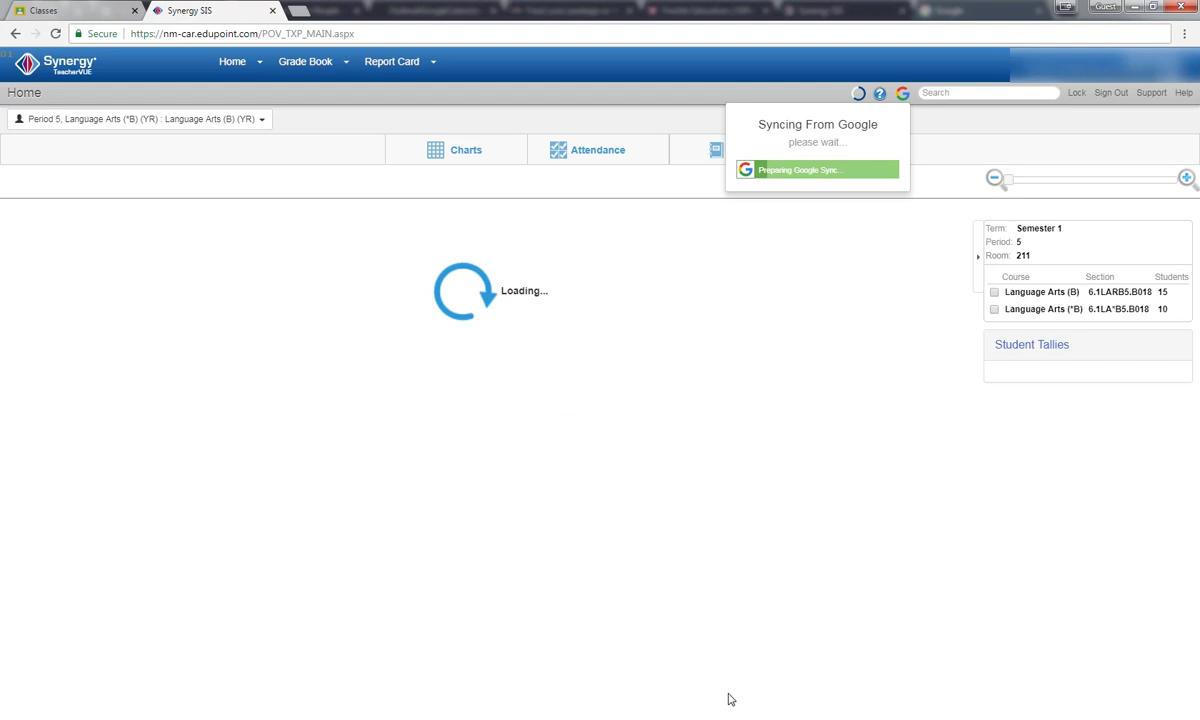 Classes
Synergy SIS
Guest
Secure https://nm-car.edupoint.com/POV_TXP_MAIN.aspx
Synergy
TeacherVUE
Home Grade Book Report Card
Home
Search Lock Sign Out Support Help
Period 5, Language Arts (*B) (YR) : Language Arts (B) (YR)
Charts Attendance
Syncing From Google
please wait...
Preparing Google Sync...
Loading...
Term: Semester 1
Period: 5
Room: 211
Course Section Students
Language Arts (B) 6.1LARB5.B018 15
Language Arts (*B) 6.1LA*B5.B018 10
Student Tallies